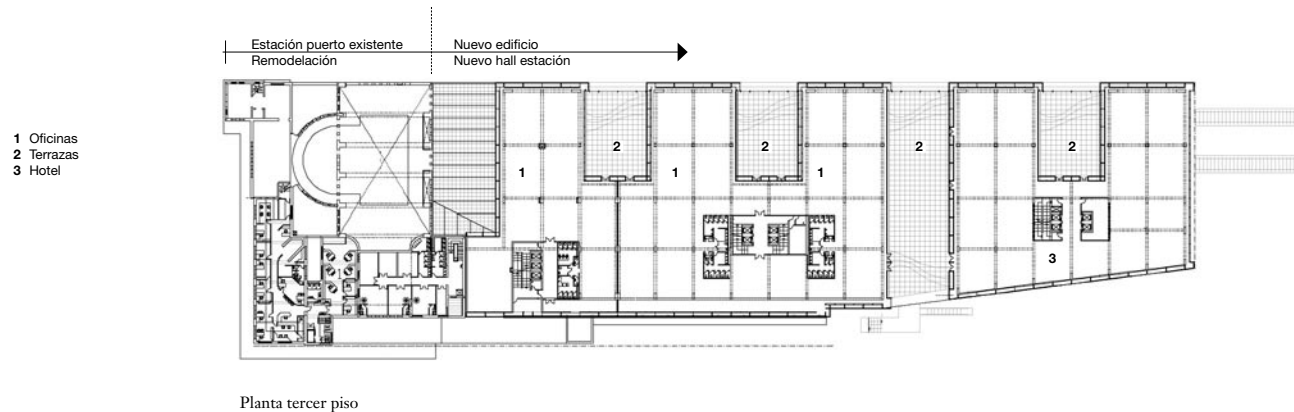 Estación puerto existente
Remodelación
Nuevo edificio
Nuevo hall estación
1 Oficinas
2 Terrazas
3 Hotel
2
2
2
2
1
1
1
1
3
Planta tercer piso